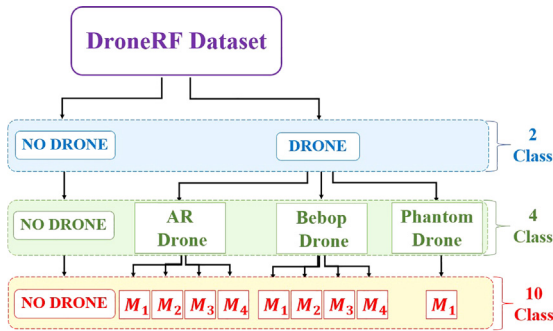 DroneRF Dataset
NO DRONE
DRONE
2
Class
NO DRONE
AR
Drone
Bebop
Drone
Phantom
Drone
4
Class
NO DRONE
M₁ M₂ M₃ M₄
M₁ M₂ M₃ M₄
M₁
10
Class